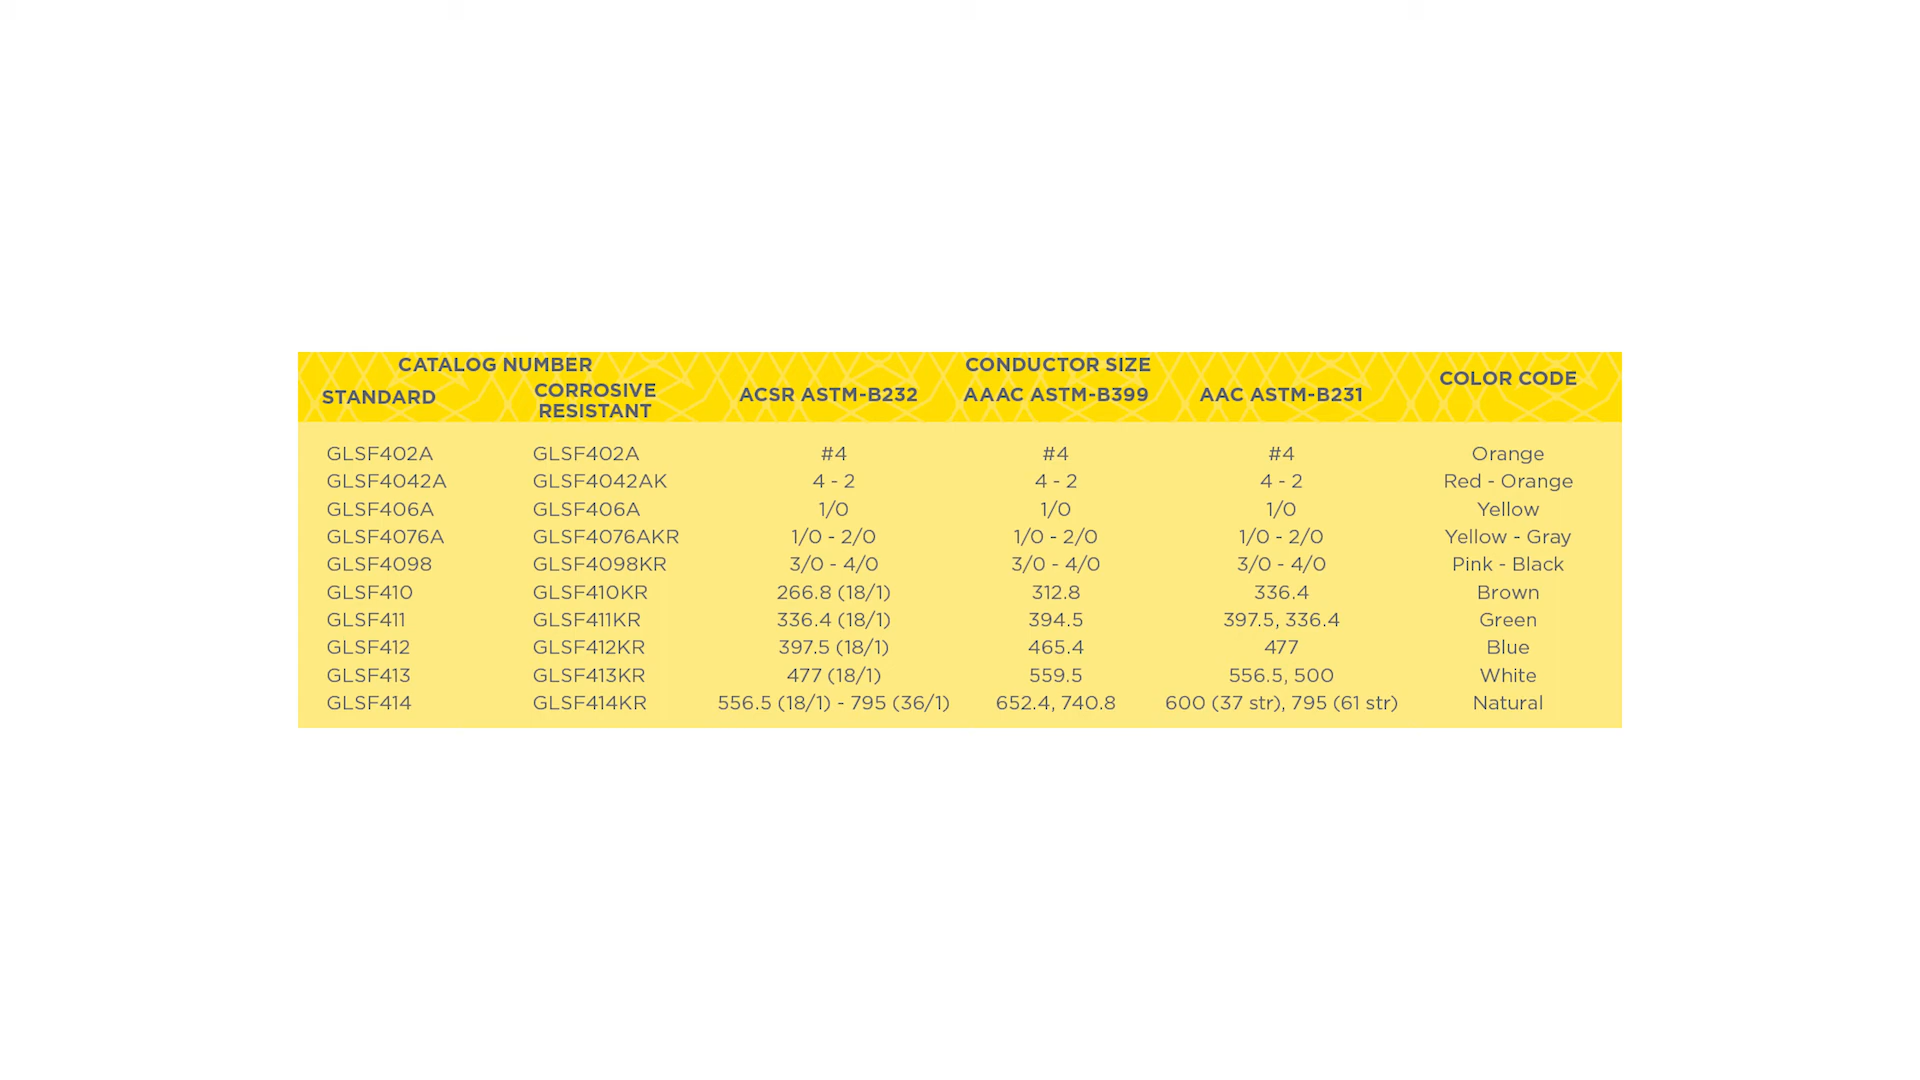 CATALOG NUMBER CONDUCTOR SIZE COLOR CODE
STANDARD CORROSIVE RESISTANT ACSR ASTM-B232 AAAC ASTM-B399 AAC ASTM-B231
GLSF402A GLSF402A #4 #4 #4 Orange
GLSF4042A GLSF4042AK 4 - 2 4 - 2 4 - 2 Red - Orange
GLSF406A GLSF406A 1/0 1/0 1/0 Yellow
GLSF4076A GLSF4076AKR 1/0 - 2/0 1/0 - 2/0 1/0 - 2/0 Yellow - Gray
GLSF4098 GLSF4098KR 3/0 - 4/0 3/0 - 4/0 3/0 - 4/0 Pink - Black
GLSF410 GLSF410KR 266.8 (18/1) 312.8 336.4 Brown
GLSF411 GLSF411KR 336.4 (18/1) 394.5 397.5, 336.4 Green
GLSF412 GLSF412KR 397.5 (18/1) 465.4 477 Blue
GLSF413 GLSF413KR 477 (18/1) 559.5 556.5, 500 White
GLSF414 GLSF414KR 556.5 (18/1) - 795 (36/1) 652.4, 740.8 600 (37 str), 795 (61 str) Natural